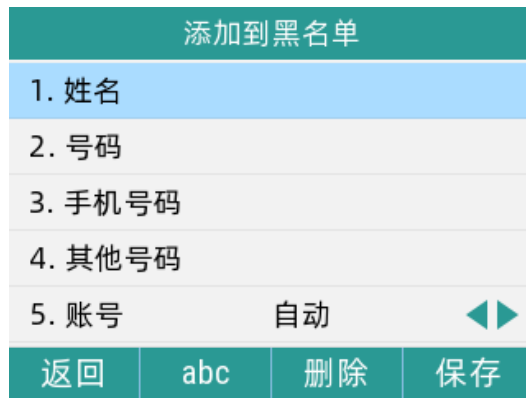 添加到黑名单
1. 姓名
2. 号码
3. 手机号码
4. 其他号码
5. 账号 自动
返回 abc 删除 保存